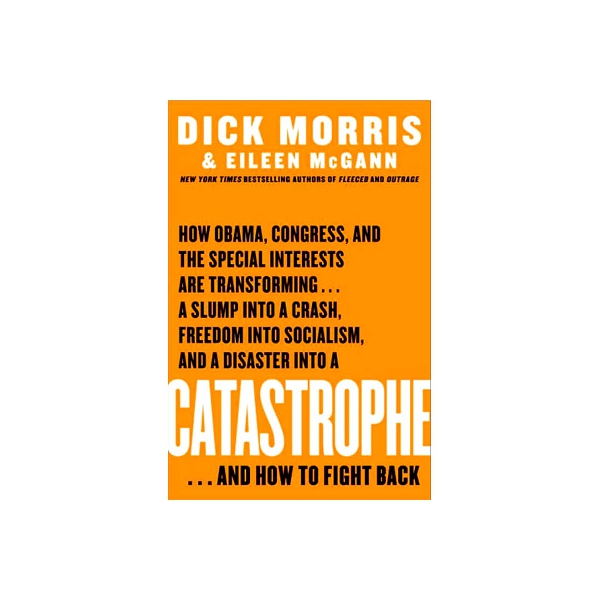 DICK MORRIS
& EILEEN McGANN
NEW YORK TIMES BESTSELLING AUTHORS OF FLEECED AND OUTRAGE
HOW OBAMA, CONGRESS, AND
THE SPECIAL INTERESTS
ARE TRANSFORMING...
A SLUMP INTO A CRASH,
FREEDOM INTO SOCIALISM,
AND A DISASTER INTO A
CATASTROPHE
...AND HOW TO FIGHT BACK